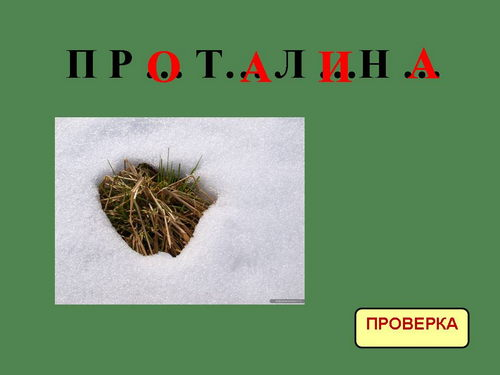 П Р О Т А Л И Н А
ПРОВЕРКА